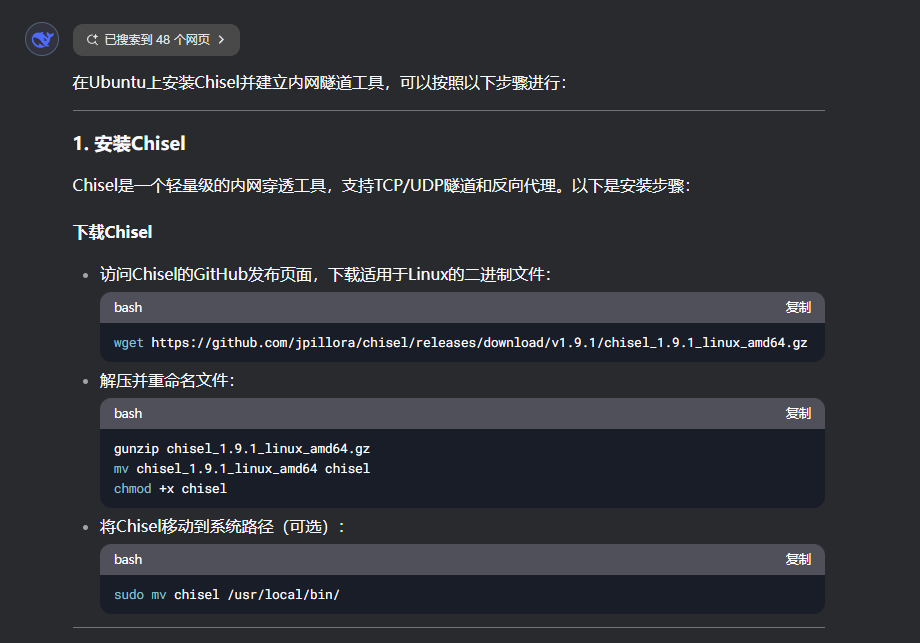 已搜索到 48 个网页
在Ubuntu上安装Chisel并建立内网隧道工具，可以按照以下步骤进行：
1. 安装Chisel
Chisel是一个轻量级的内网穿透工具，支持TCP/UDP隧道和反向代理。以下是安装步骤：
下载Chisel
访问Chisel的GitHub发布页面，下载适用于Linux的二进制文件：
bash 复制
wget https://github.com/jpillora/chisel/releases/download/v1.9.1/chisel_1.9.1_linux_amd64.gz
解压并重命名文件：
bash 复制
gunzip chisel_1.9.1_linux_amd64.gz
mv chisel_1.9.1_linux_amd64 chisel
chmod +x chisel
将Chisel移动到系统路径（可选）：
bash 复制
sudo mv chisel /usr/local/bin/